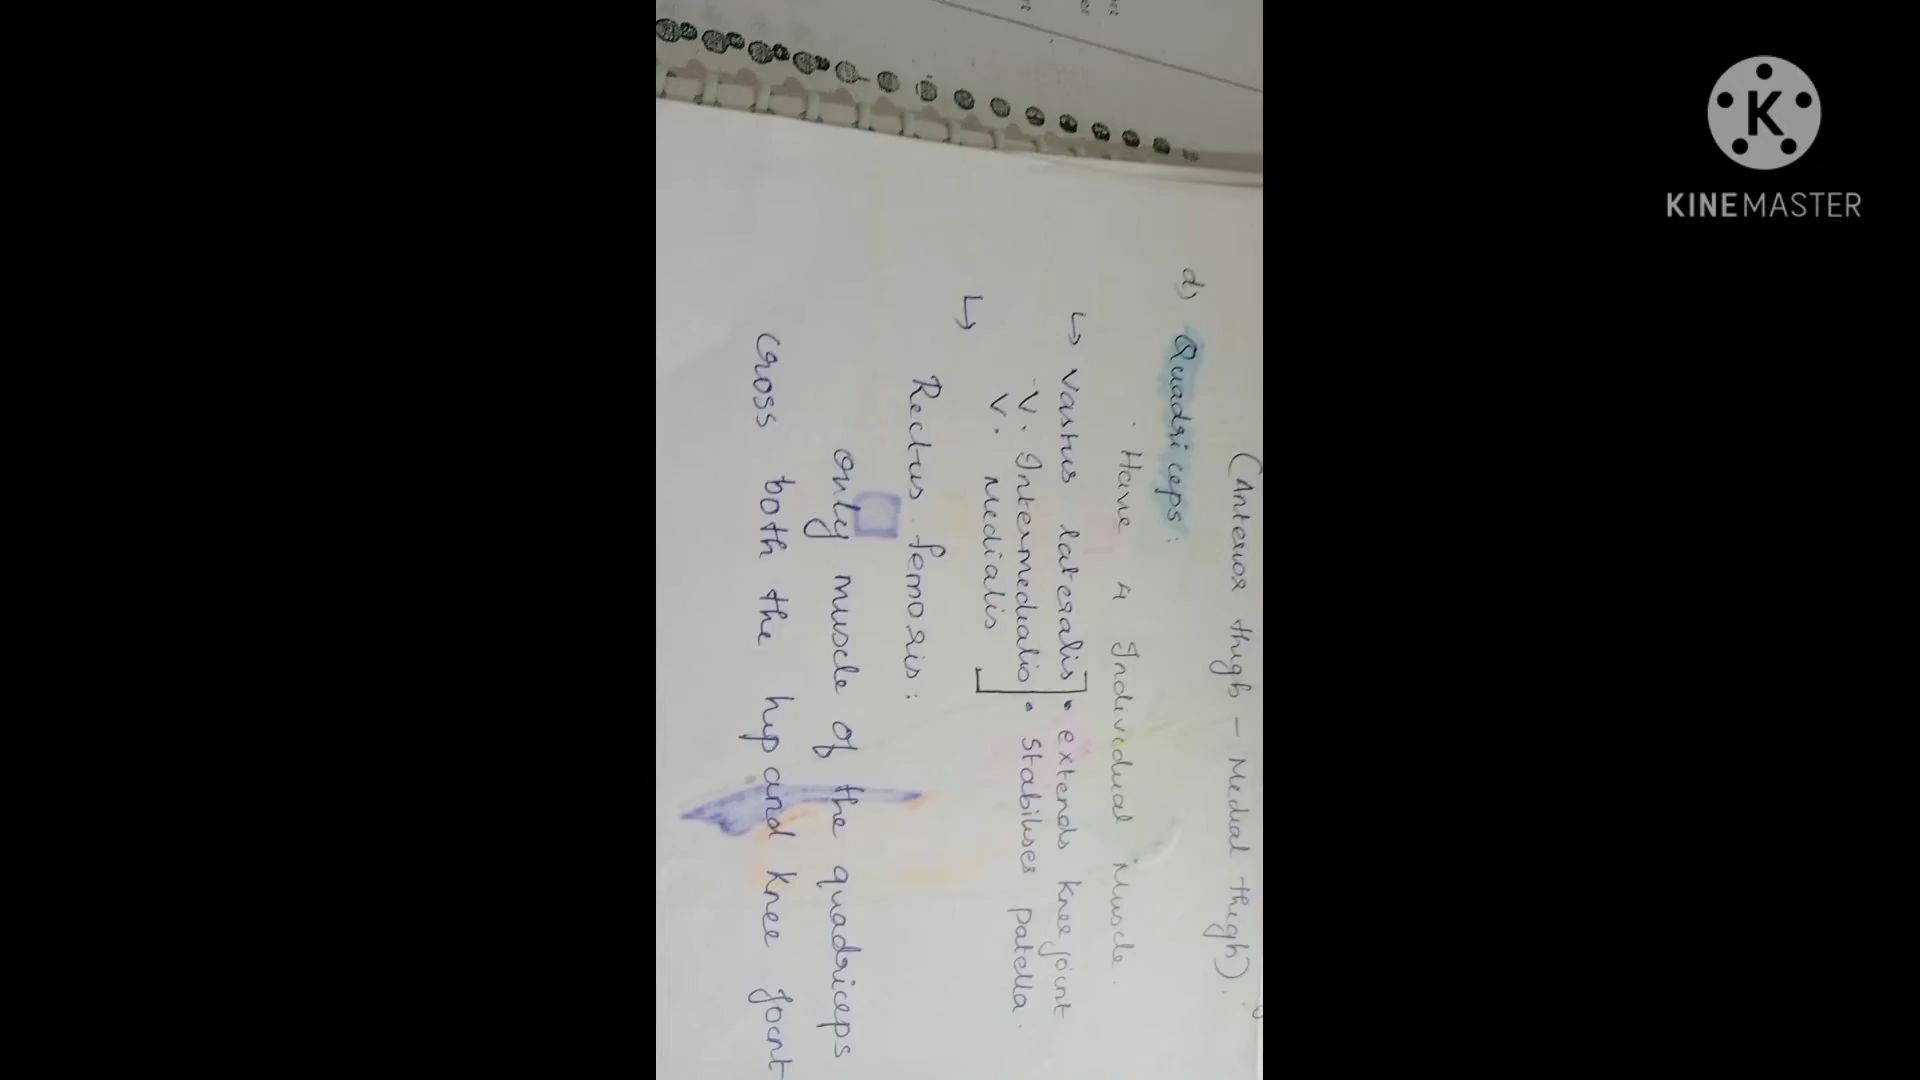 (Anterior thigh - Medial thigh).
d) Quadriceps:
· Have 4 Individual Muscle.
↳ Vastus lateralis • extends knee joint
V. Intermedialis • stabilises patella.
V. Medialis
↳
Rectus femoris:
only muscle of the quadriceps
cross both the hip and knee joint
KINEMASTER